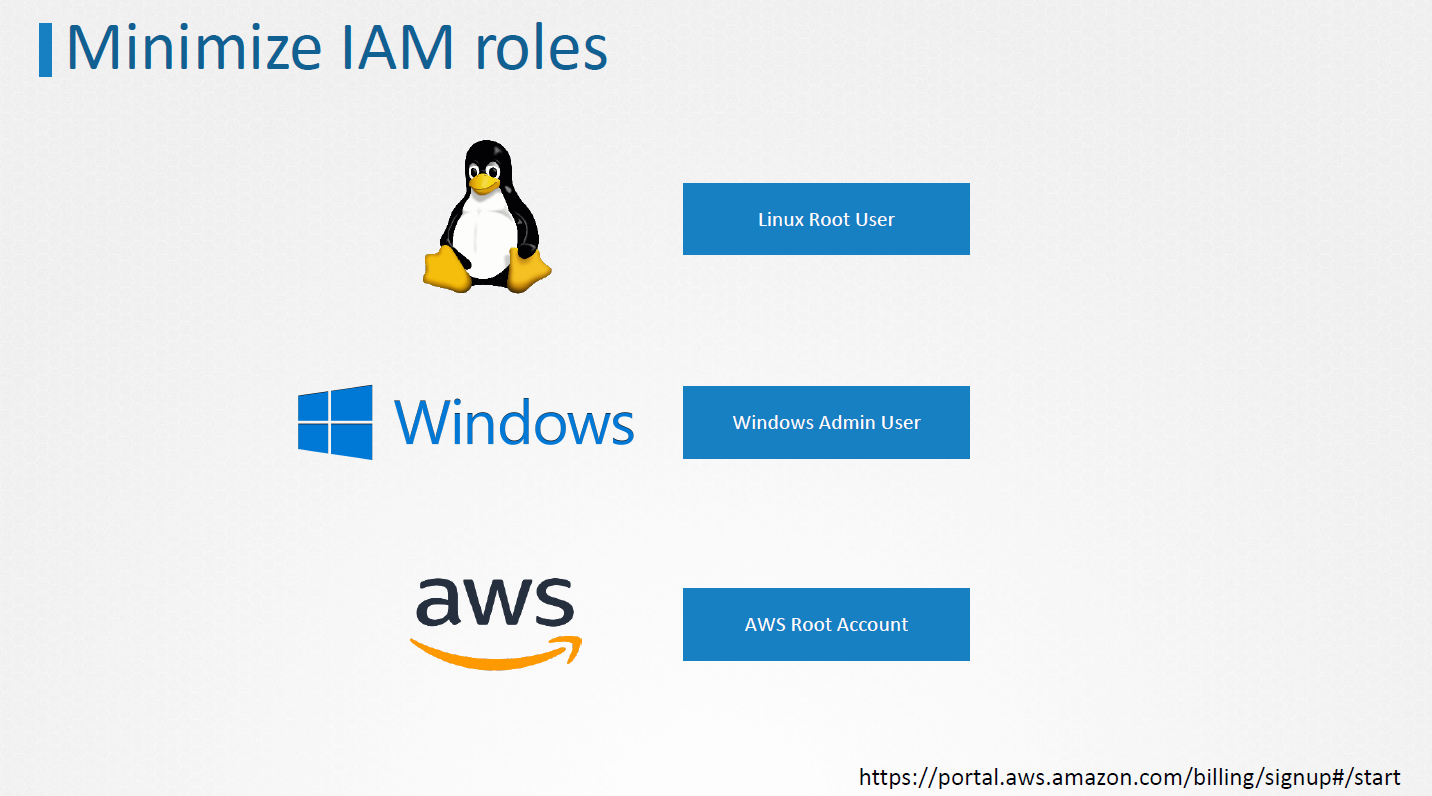 Minimize IAM roles
Linux Root User
Windows
Windows Admin User
aws
AWS Root Account
https://portal.aws.amazon.com/billing/signup#/start